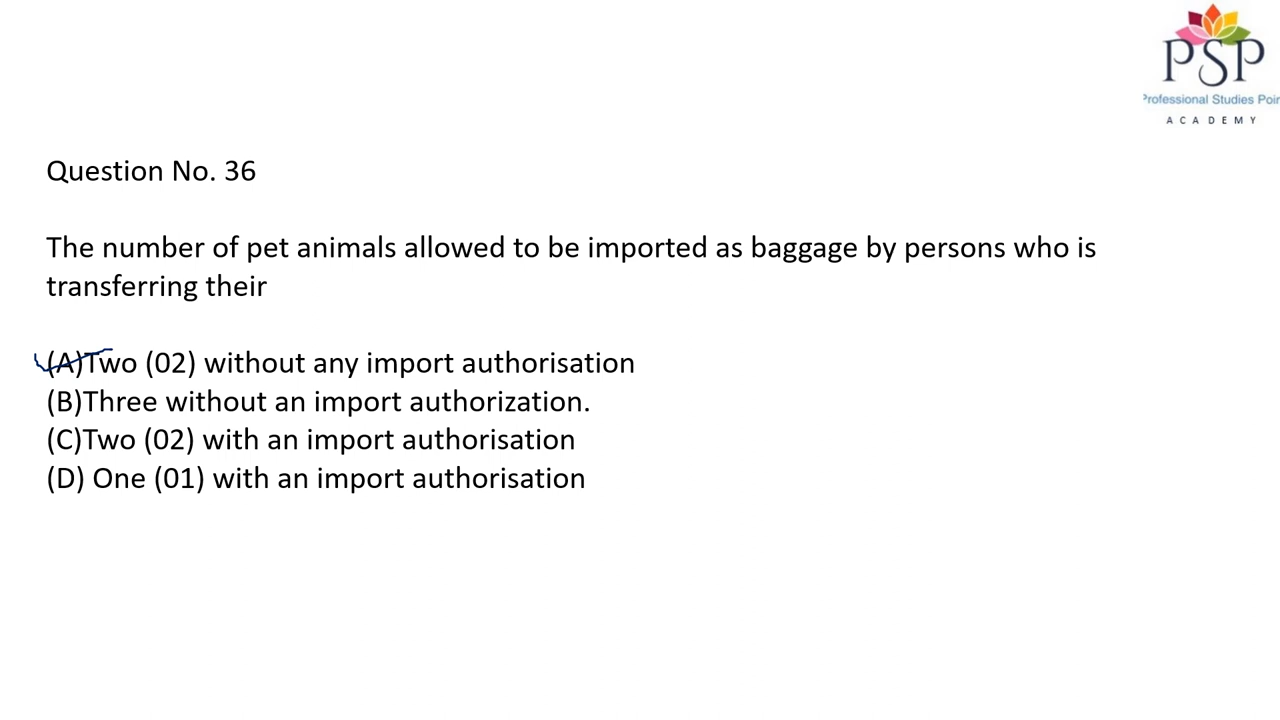 PSP
Professional Studies Poin
ACADEMY
Question No. 36
The number of pet animals allowed to be imported as baggage by persons who is
transferring their
(A)Two (02) without any import authorisation
(B)Three without an import authorization.
(C)Two (02) with an import authorisation
(D) One (01) with an import authorisation